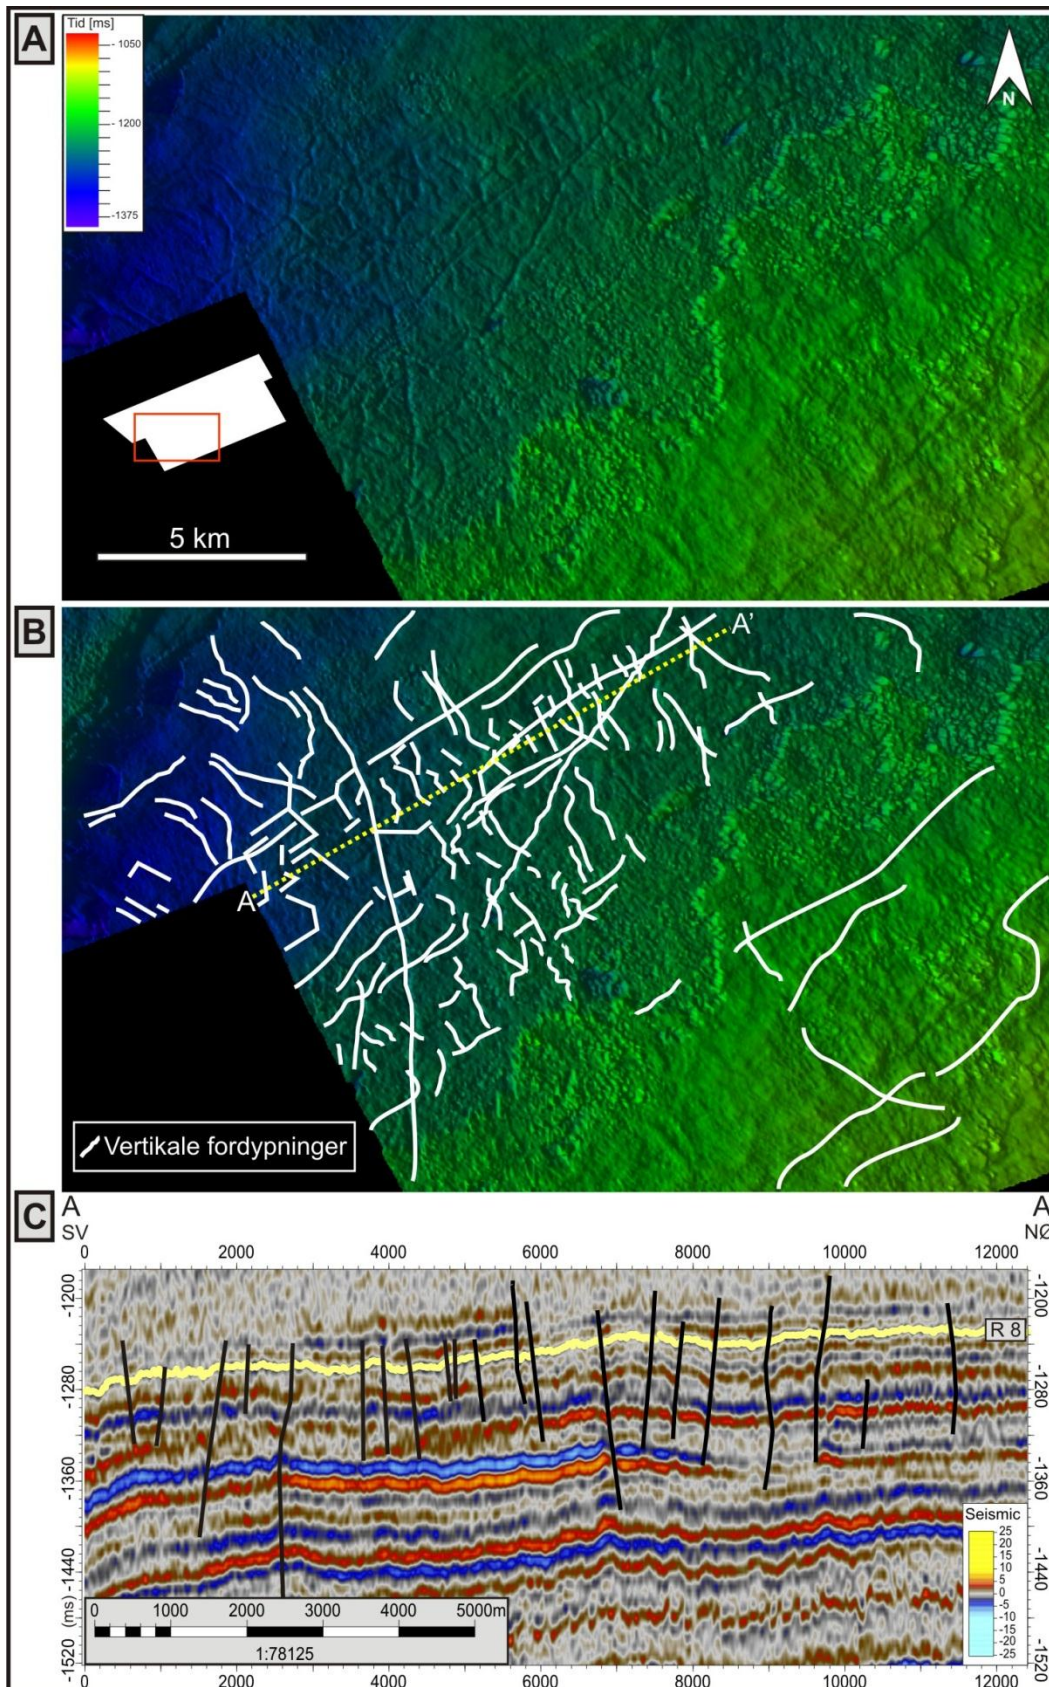 A
Tid [ms]
- 1050
- 1200
-1375
N
5 km
B
A'
A
Vertikale fordypninger
C
A
A
SV
NØ
0 2000 4000 6000 8000 10000 12000
-1200
-1280
-1360
-1440
(ms)
-1520
-1200
R 8
-1280
-1360
-1440
-1520
Seismic
25
20
15
10
5
0
-5
-10
-15
-20
-25
0 1000 2000 3000 4000 5000m
1:78125
0 2000 4000 6000 8000 10000 12000